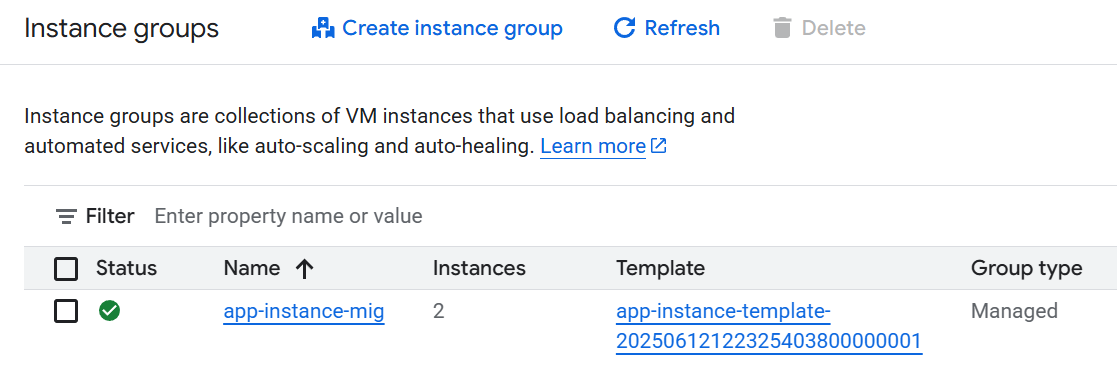 Instance groups Create instance group Refresh Delete
Instance groups are collections of VM instances that use load balancing and
automated services, like auto-scaling and auto-healing. Learn more
Filter Enter property name or value
Status Name Instances Template Group type
app-instance-mig 2 app-instance-template- Managed
20250612122325403800000001